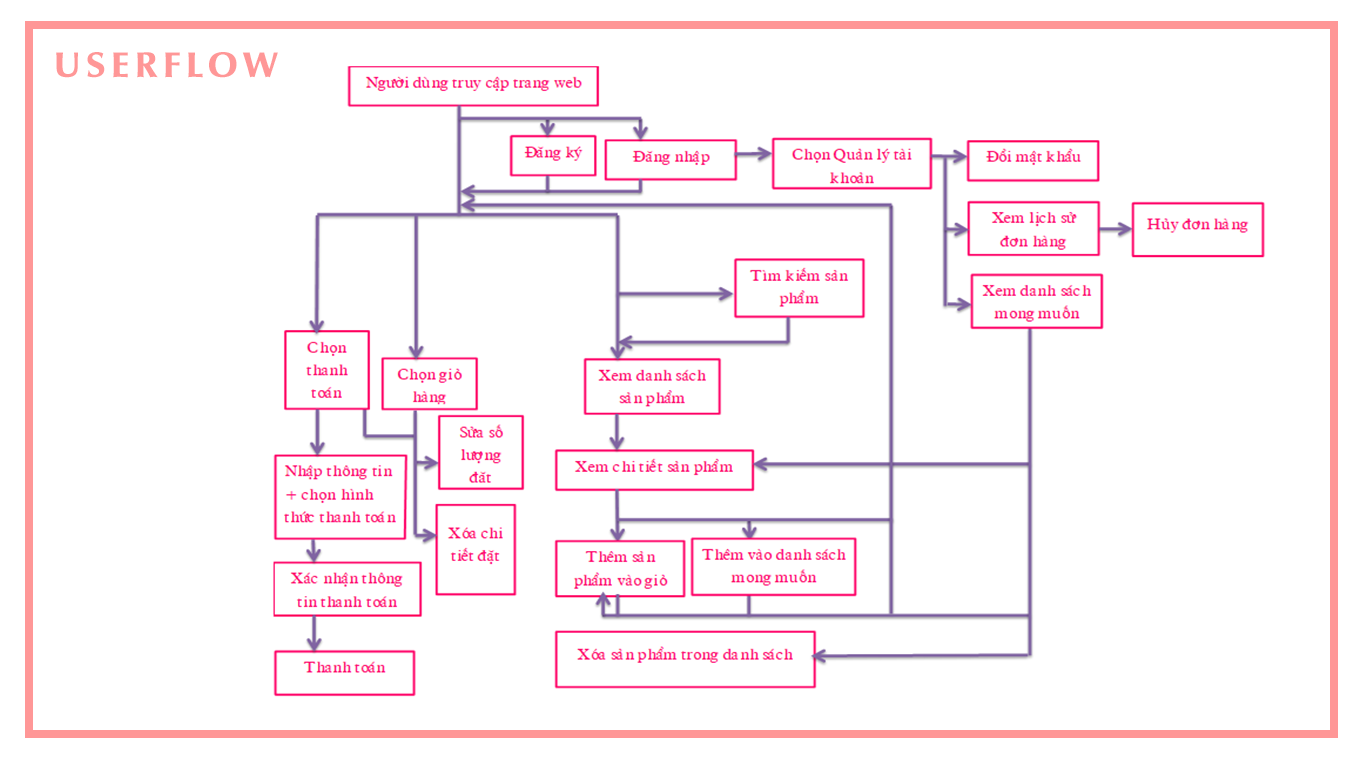 USERFLOW
Người dùng truy cập trang web
Đăng ký
Đăng nhập
Chọn Quản lý tài
khoản
Đổi mật khẩu
Xem lịch sử
đơn hàng
Hủy đơn hàng
Tìm kiếm sản
phẩm
Xem danh sách
mong muốn
Chọn
thanh
toán
Chọn giỏ
hàng
Xem danh sách
sản phẩm
Sửa số
lượng
đăt
Nhập thông tin
+ chọn hình
thức thanh toán
Xem chi tiết sản phẩm
Xóa chi
tiết đặt
Thêm sản
phẩm vào giỏ
Thêm vào danh sách
mong muốn
Xác nhận thông
tin thanh toán
Xóa sản phẩm trong danh sách
Thanh toán